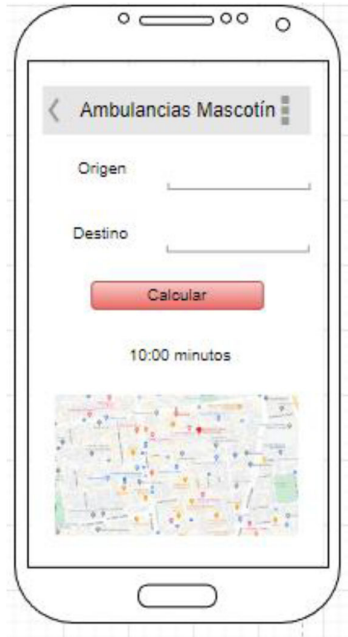 Ambulancias Mascotín
Origen
Destino
Calcular
10:00 minutos